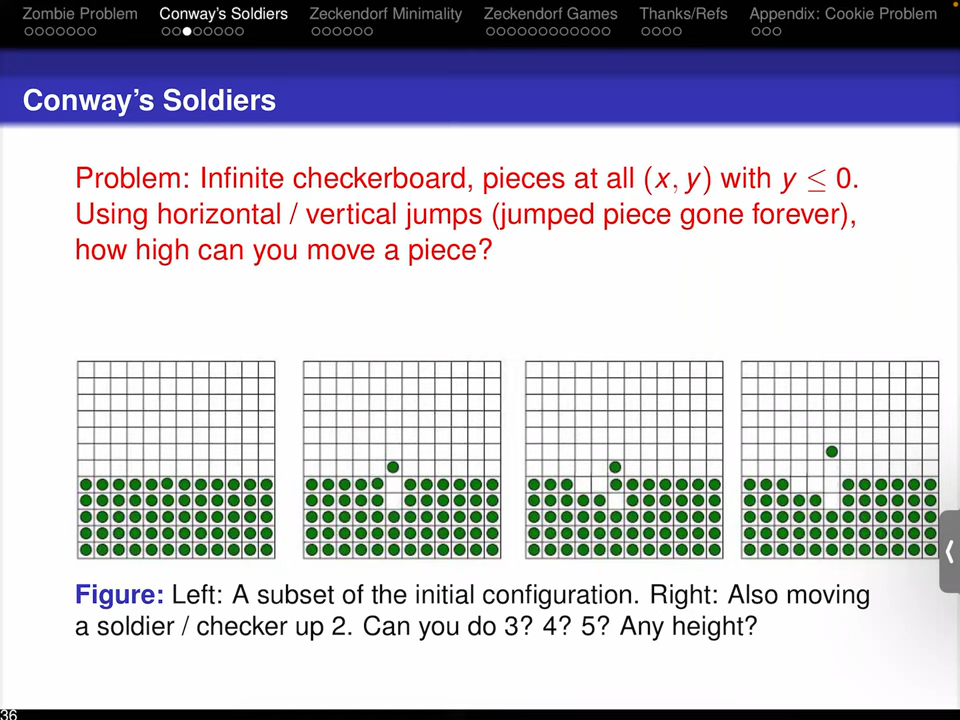 Zombie Problem Conway's Soldiers Zeckendorf Minimality Zeckendorf Games Thanks/Refs Appendix: Cookie Problem
Conway's Soldiers
Problem: Infinite checkerboard, pieces at all (x, y) with y ≤ 0.
Using horizontal / vertical jumps (jumped piece gone forever),
how high can you move a piece?
Figure: Left: A subset of the initial configuration. Right: Also moving
a soldier / checker up 2. Can you do 3? 4? 5? Any height?
36